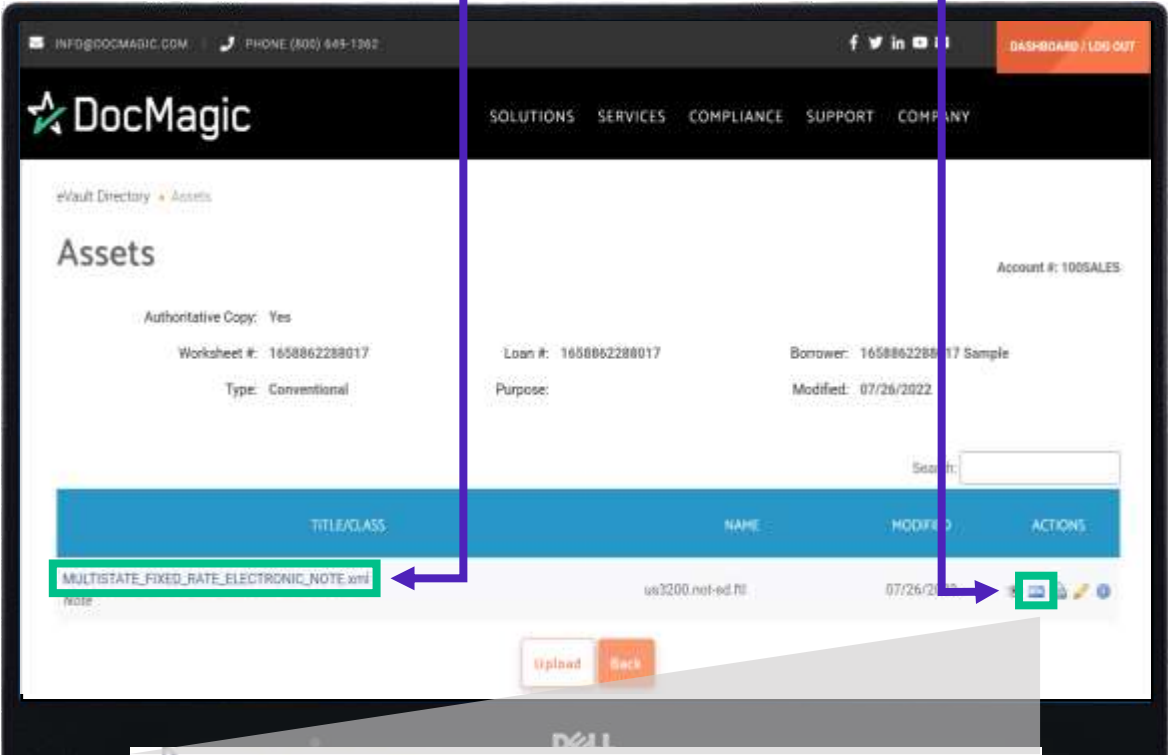 INFO@DOCMAGIC.COM | PHONE (800) 649-1362
DASHBOARD / LOG OUT
DocMagic
SOLUTIONS SERVICES COMPLIANCE SUPPORT COMPANY
eVault Directory • Assets
Assets
Account #: 100SALES
Authoritative Copy: Yes
Worksheet #: 1658862288017 Loan #: 1658862288017 Borrower: 1658862288017 Sample
Type: Conventional Purpose: Modified: 07/26/2022
Search:
TITLE/CLASS NAME MODIFIED ACTIONS
MULTISTATE_FIXED_RATE_ELECTRONIC_NOTE.xml
Note us3200.not-ed.ftl 07/26/2022
Upload Back
DELL